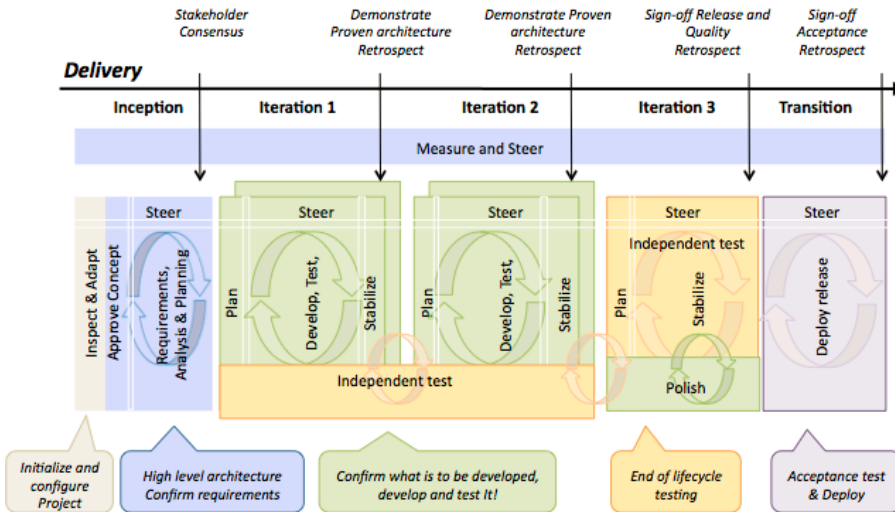 Stakeholder
Consensus
Demonstrate
Proven architecture
Retrospect
Demonstrate Proven
architecture
Retrospect
Sign-off Release and
Quality
Retrospect
Sign-off
Acceptance
Retrospect
Delivery
Inception
Iteration 1
Iteration 2
Iteration 3
Transition
Measure and Steer
Inspect & Adapt
Approve Concept
Steer
Requirements,
Analysis & Planning
Steer
Plan
Develop, Test,
Stabilize
Steer
Plan
Develop, Test,
Stabilize
Independent test
Steer
Independent test
Plan
Stabilize
Polish
Steer
Deploy release
Initialize and
configure
Project
High level architecture
Confirm requirements
Confirm what is to be developed,
develop and test It!
End of lifecycle
testing
Acceptance test
& Deploy